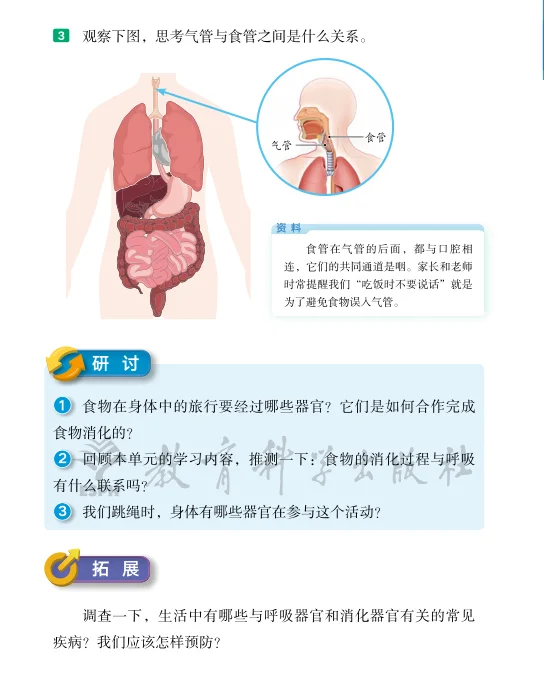 3 观察下图，思考气管与食管之间是什么关系。
气管
食管
资料
食管在气管的后面，都与口腔相
连，它们的共同通道是咽。家长和老师
时常提醒我们“吃饭时不要说话”就是
为了避免食物误入气管。
研讨
1 食物在身体中的旅行要经过哪些器官？它们是如何合作完成
食物消化的？
2 回顾本单元的学习内容，推测一下：食物的消化过程与呼吸
有什么联系吗？
3 我们跳绳时，身体有哪些器官在参与这个活动？
教育科学出版社
拓展
调查一下，生活中有哪些与呼吸器官和消化器官有关的常见
疾病？我们应该怎样预防？